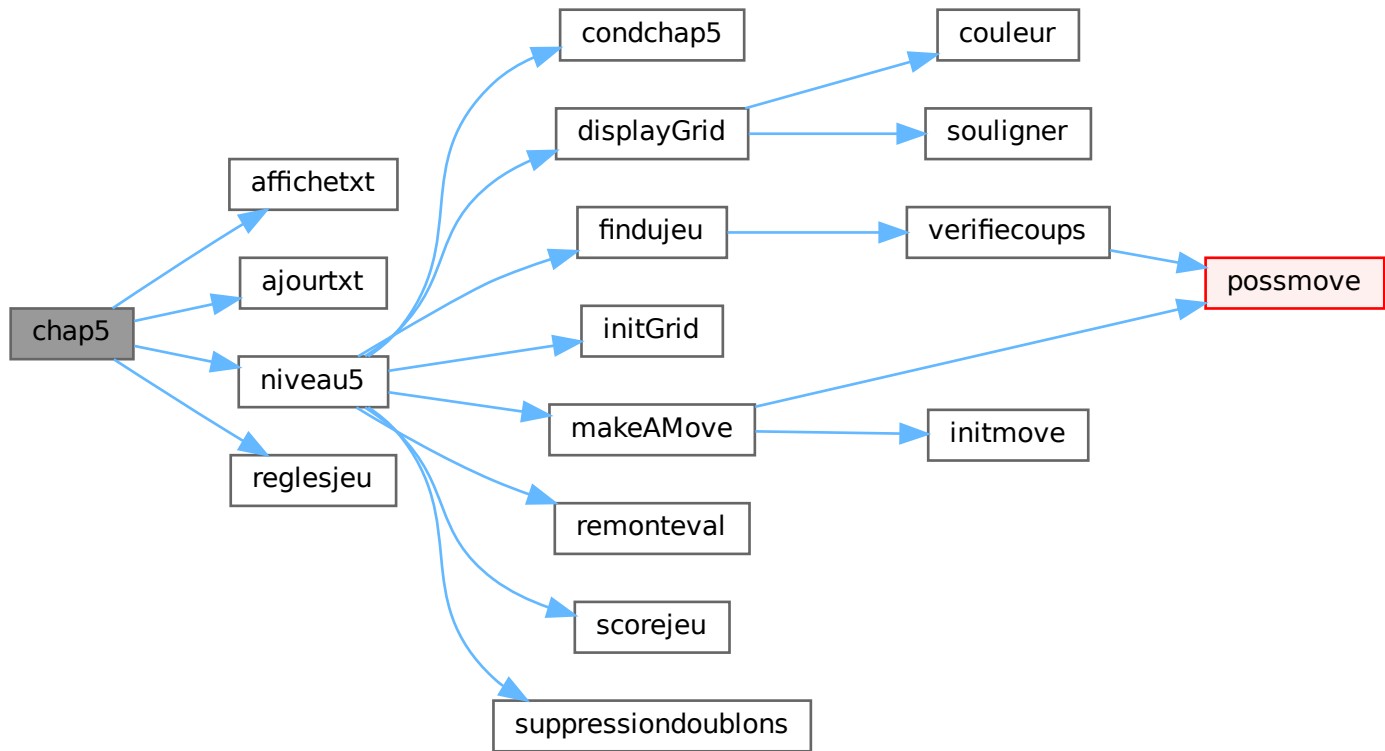 chap5
affichetxt
ajourtxt
niveau5
reglesjeu
condchap5
displayGrid
findujeu
initGrid
makeAMove
remonteval
scorejeu
suppressiondoublons
couleur
souligner
verifiecoups
initmove
possmove